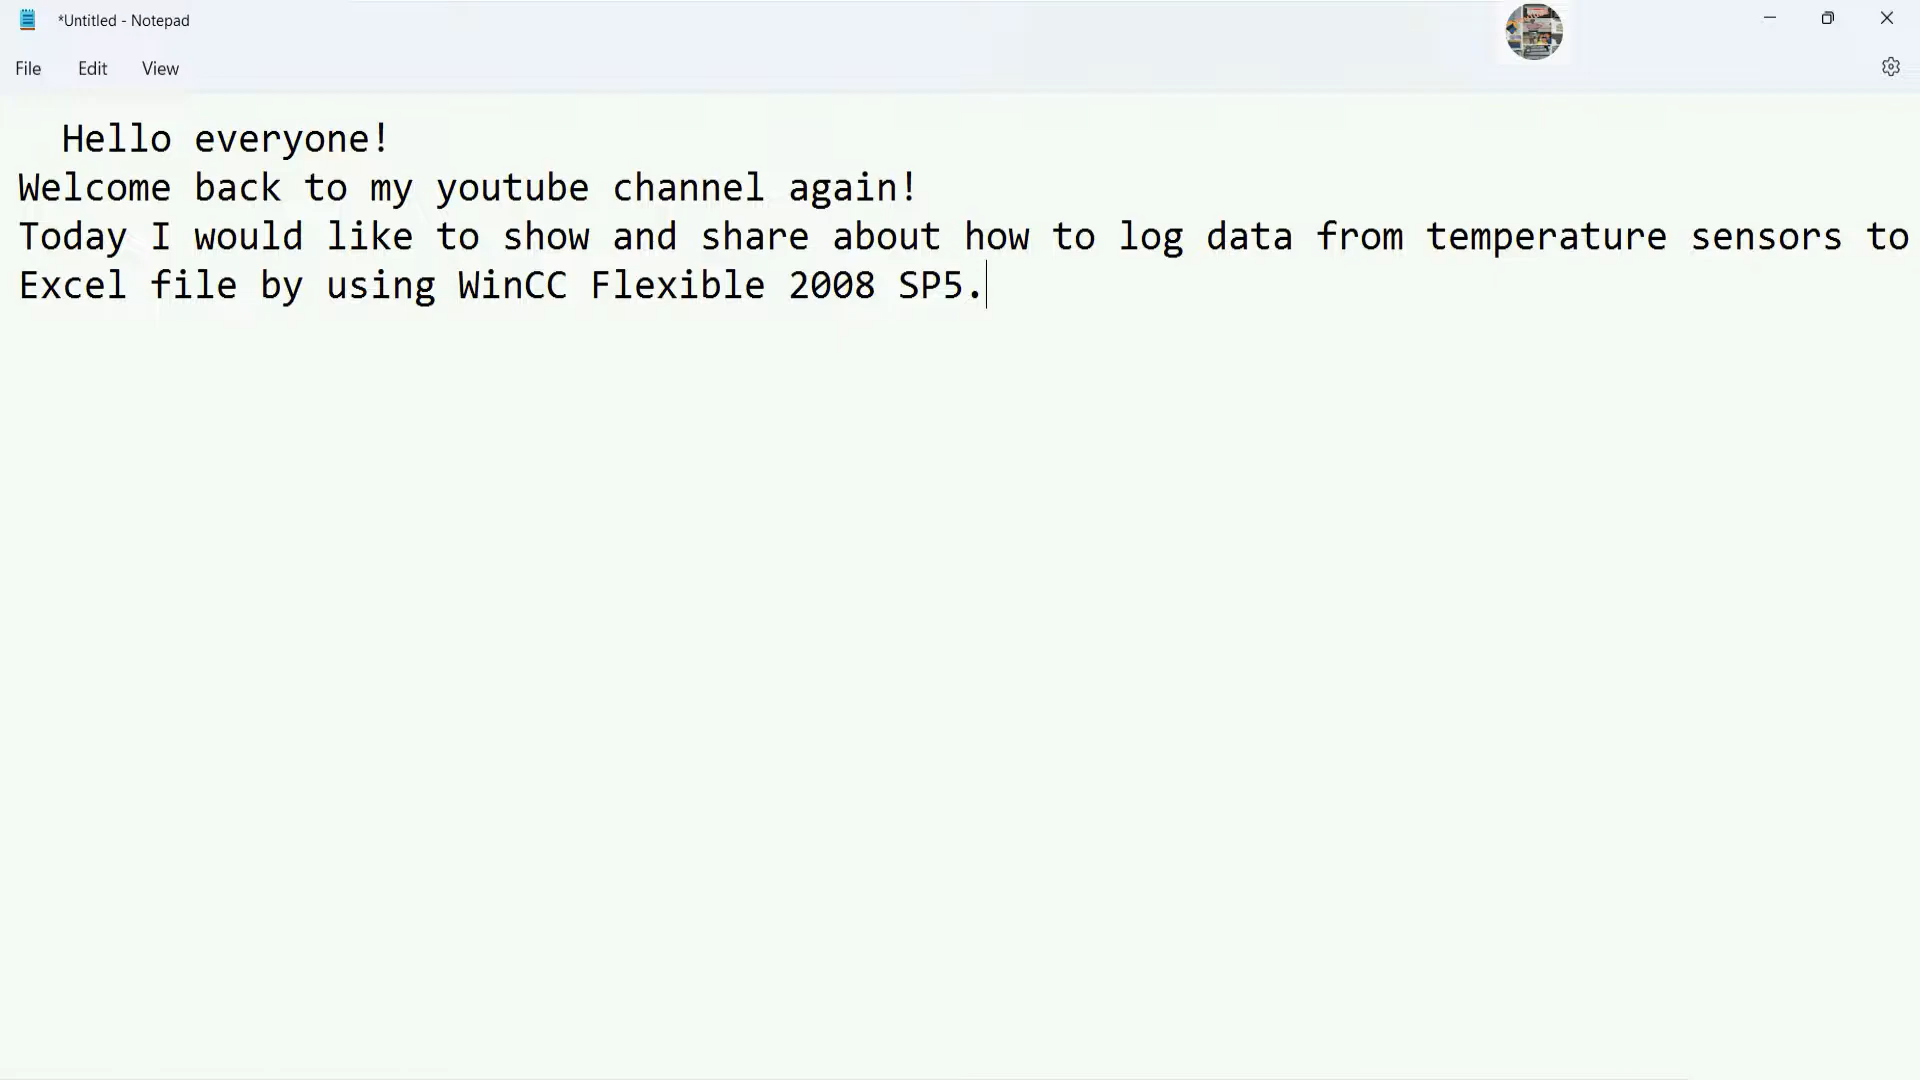 *Untitled - Notepad
File Edit View
Hello everyone!
Welcome back to my youtube channel again!
Today I would like to show and share about how to log data from temperature sensors to
Excel file by using WinCC Flexible 2008 SP5.